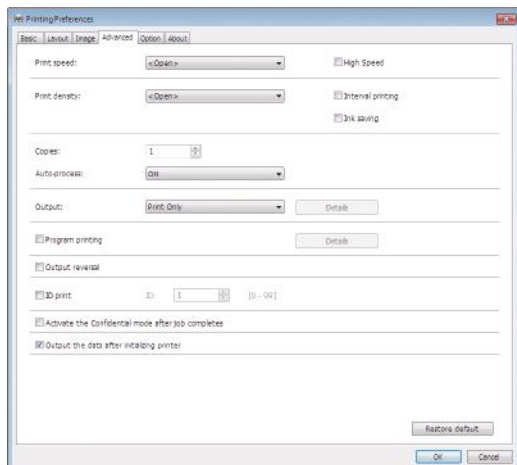 Printing Preferences
Basic Layout Image Advanced Option About
Print speed: <Open> High Speed
Print density: <Open> Interval printing
Ink saving
Copies: 1
Auto-process: ON
Output: Print Only Details
Program printing Details
Output reversal
ID print ID: 1 [0 - 99]
Activate the Confidential mode after job completes
Output the data after initializing printer
Restore default
OK Cancel